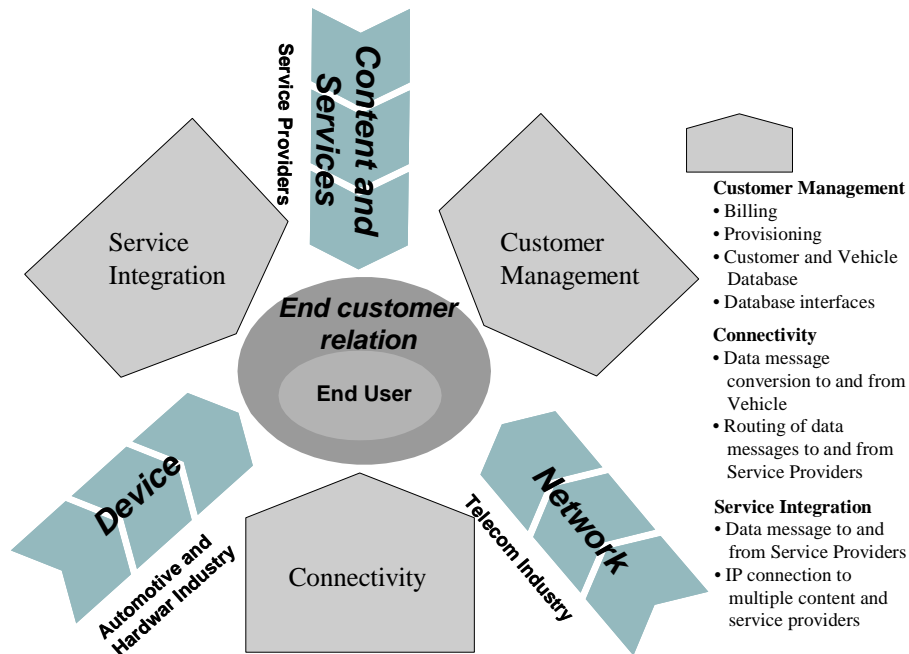 Service Providers
Content and
Services
Service
Integration
Customer
Management
End customer
relation
End User
Device
Automotive and
Hardwar Industry
Connectivity
Network
Telecom Industry
Customer Management
• Billing
• Provisioning
• Customer and Vehicle
Database
• Database interfaces
Connectivity
• Data message
conversion to and from
Vehicle
• Routing of data
messages to and from
Service Providers
Service Integration
• Data message to and
from Service Providers
• IP connection to
multiple content and
service providers